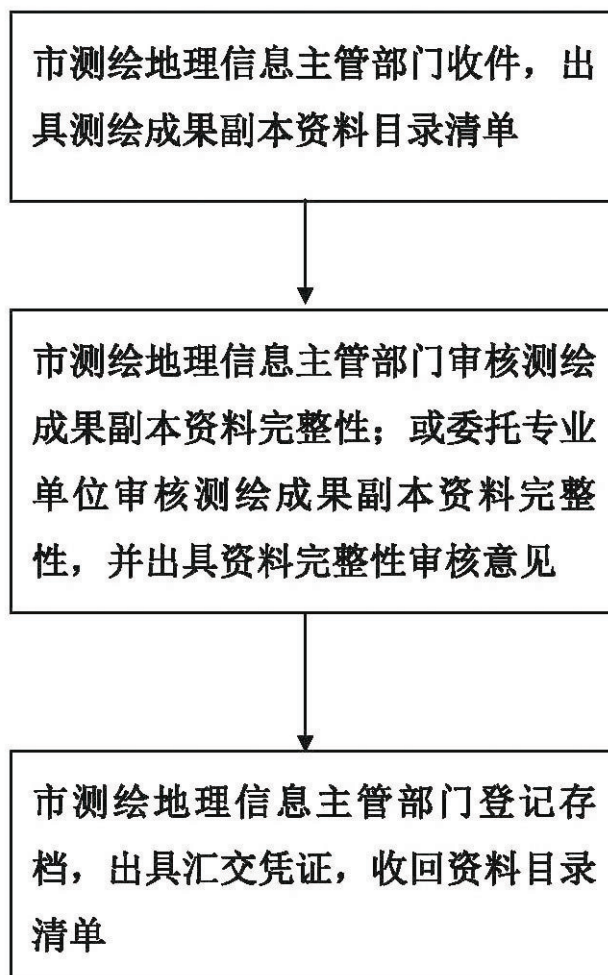 市测绘地理信息主管部门收件，出
具测绘成果副本资料目录清单
市测绘地理信息主管部门审核测绘
成果副本资料完整性；或委托专业
单位审核测绘成果副本资料完整
性，并出具资料完整性审核意见
市测绘地理信息主管部门登记存
档，出具汇交凭证，收回资料目录
清单